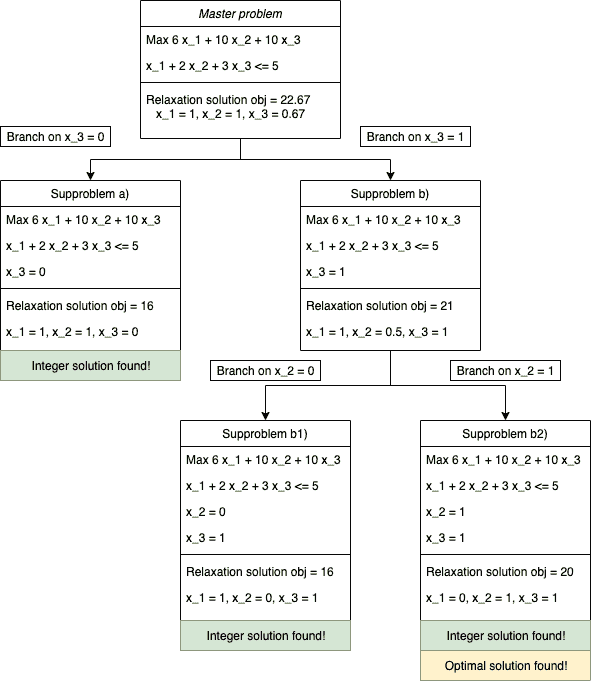 Master problem
Max 6 x_1 + 10 x_2 + 10 x_3
x_1 + 2 x_2 + 3 x_3 <= 5
Relaxation solution obj = 22.67
x_1 = 1, x_2 = 1, x_3 = 0.67
Branch on x_3 = 0
Branch on x_3 = 1
Supproblem a)
Max 6 x_1 + 10 x_2 + 10 x_3
x_1 + 2 x_2 + 3 x_3 <= 5
x_3 = 0
Relaxation solution obj = 16
x_1 = 1, x_2 = 1, x_3 = 0
Integer solution found!
Supproblem b)
Max 6 x_1 + 10 x_2 + 10 x_3
x_1 + 2 x_2 + 3 x_3 <= 5
x_3 = 1
Relaxation solution obj = 21
x_1 = 1, x_2 = 0.5, x_3 = 1
Branch on x_2 = 0
Branch on x_2 = 1
Supproblem b1)
Max 6 x_1 + 10 x_2 + 10 x_3
x_1 + 2 x_2 + 3 x_3 <= 5
x_2 = 0
x_3 = 1
Relaxation solution obj = 16
x_1 = 1, x_2 = 0, x_3 = 1
Integer solution found!
Supproblem b2)
Max 6 x_1 + 10 x_2 + 10 x_3
x_1 + 2 x_2 + 3 x_3 <= 5
x_2 = 1
x_3 = 1
Relaxation solution obj = 20
x_1 = 0, x_2 = 1, x_3 = 1
Integer solution found!
Optimal solution found!